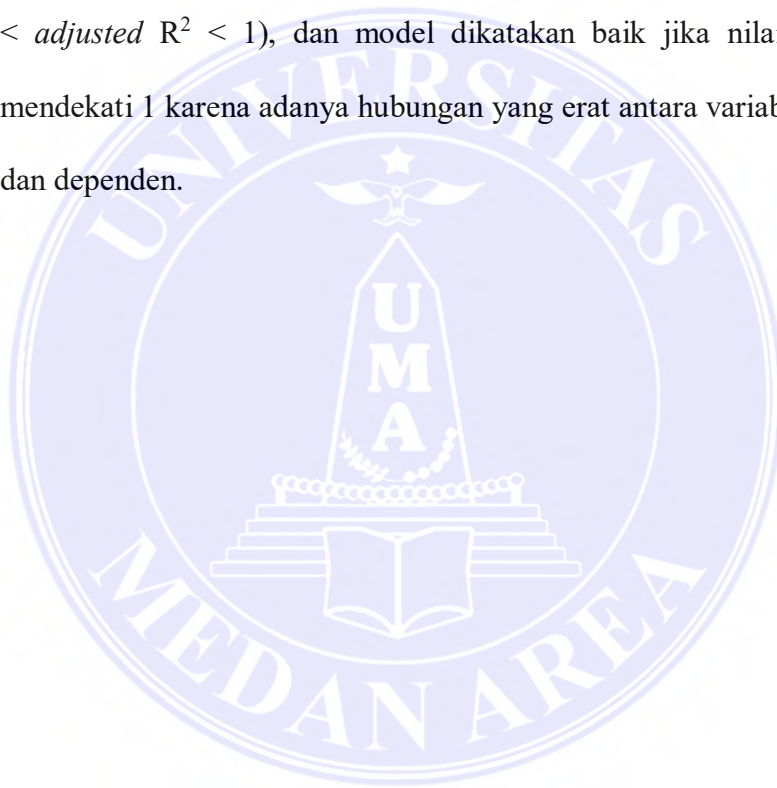 < adjusted R² < 1), dan model dikatakan baik jika nilai
mendekati 1 karena adanya hubungan yang erat antara
dan dependen.
UNIVERSITAS
U
M
A
MEDAN AREA